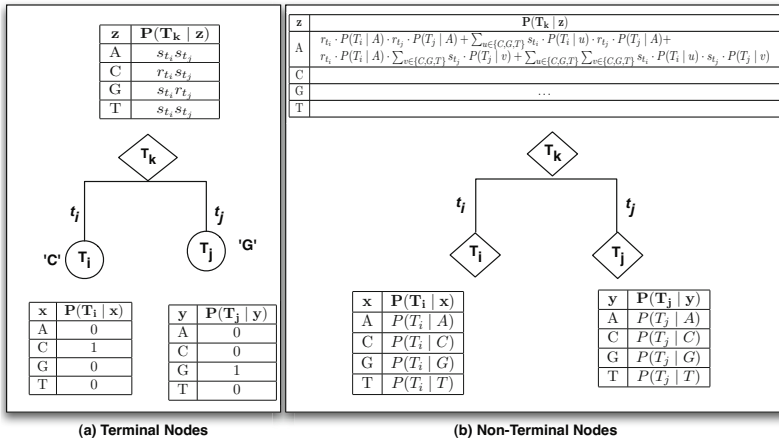 z P(T_k | z)
A s_{t_i}s_{t_j}
C r_{t_i}s_{t_j}
G s_{t_i}r_{t_j}
T s_{t_i}s_{t_j}
T_k
t_i t_j
'C' T_i T_j 'G'
x P(T_i | x)
A 0
C 1
G 0
T 0
y P(T_j | y)
A 0
C 0
G 1
T 0
(a) Terminal Nodes
z P(T_k | z)
A r_{t_i} · P(T_i | A) · r_{t_j} · P(T_j | A) + ∑_{u∈{C,G,T}} s_{t_i} · P(T_i | u) · r_{t_j} · P(T_j | A)+
r_{t_i} · P(T_i | A) · ∑_{v∈{C,G,T}} s_{t_j} · P(T_j | v) + ∑_{u∈{C,G,T}} ∑_{v∈{C,G,T}} s_{t_i} · P(T_i | u) · s_{t_j} · P(T_j | v)
C
G ...
T
T_k
t_i t_j
T_i T_j
x P(T_i | x)
A P(T_i | A)
C P(T_i | C)
G P(T_i | G)
T P(T_i | T)
y P(T_j | y)
A P(T_j | A)
C P(T_j | C)
G P(T_j | G)
T P(T_j | T)
(b) Non-Terminal Nodes